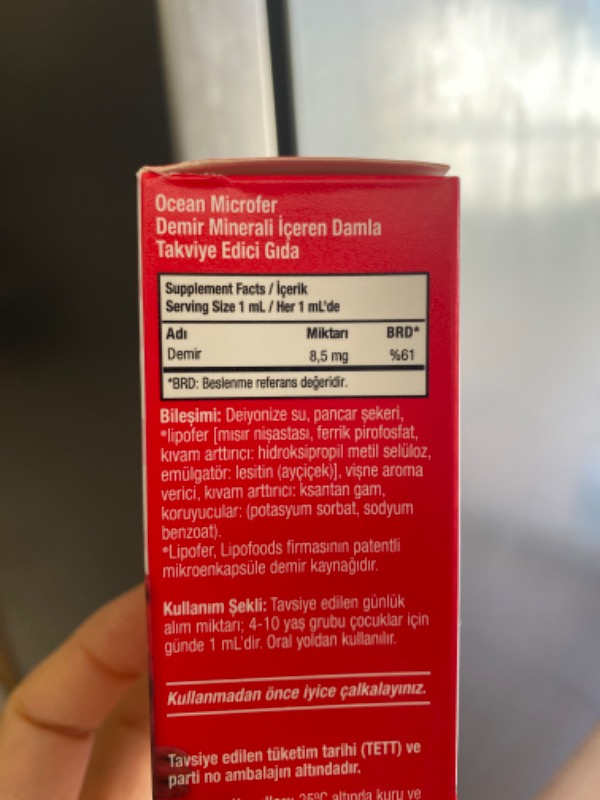 Ocean Microfer
Demir Minerali İçeren Damla
Takviye Edici Gıda
Supplement Facts / İçerik
Serving Size 1 mL / Her 1 mL'de
Adı Miktarı BRD*
Demir 8,5 mg %61
*BRD: Beslenme referans değeridir.
Bileşimi: Deiyonize su, pancar şekeri,
*lipofer [mısır nişastası, ferrik pirofosfat,
kıvam arttırıcı: hidroksipropil metil selüloz,
emülgatör: lesitin (ayçiçek)], vişne aroma
verici, kıvam arttırıcı: ksantan gam,
koruyucular: (potasyum sorbat, sodyum
benzoat).
*Lipofer, Lipofoods firmasının patentli
mikroenkapsüle demir kaynağıdır.
Kullanım Şekli: Tavsiye edilen günlük
alım miktarı; 4-10 yaş grubu çocuklar için
günde 1 mL'dir. Oral yoldan kullanılır.
Kullanmadan önce iyice çalkalayınız.
Tavsiye edilen tüketim tarihi (TETT) ve
parti no ambalajın altındadır.
25°C altında kuru ve